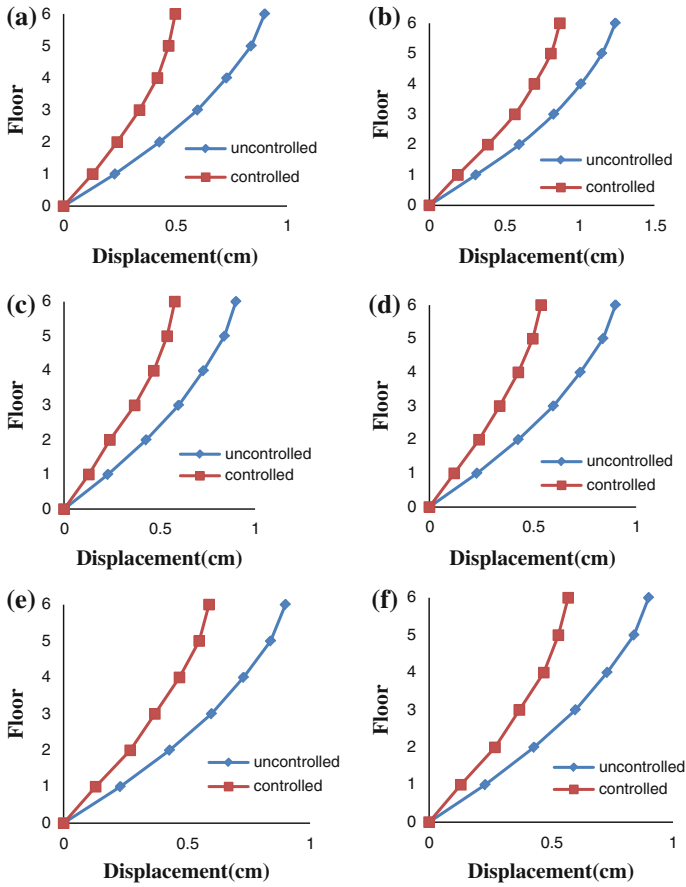 (a)
Floor
6
5
4
3
2
1
0
0
0.5
1
Displacement(cm)
uncontrolled
controlled
(b)
Floor
6
5
4
3
2
1
0
0
0.5
1
1.5
Displacement(cm)
uncontrolled
controlled
(c)
Floor
6
5
4
3
2
1
0
0
0.5
1
Displacement(cm)
uncontrolled
controlled
(d)
Floor
6
5
4
3
2
1
0
0
0.5
1
Displacement(cm)
uncontrolled
controlled
(e)
Floor
6
5
4
3
2
1
0
0
0.5
1
Displacement(cm)
uncontrolled
controlled
(f)
Floor
6
5
4
3
2
1
0
0
0.5
1
Displacement(cm)
uncontrolled
controlled